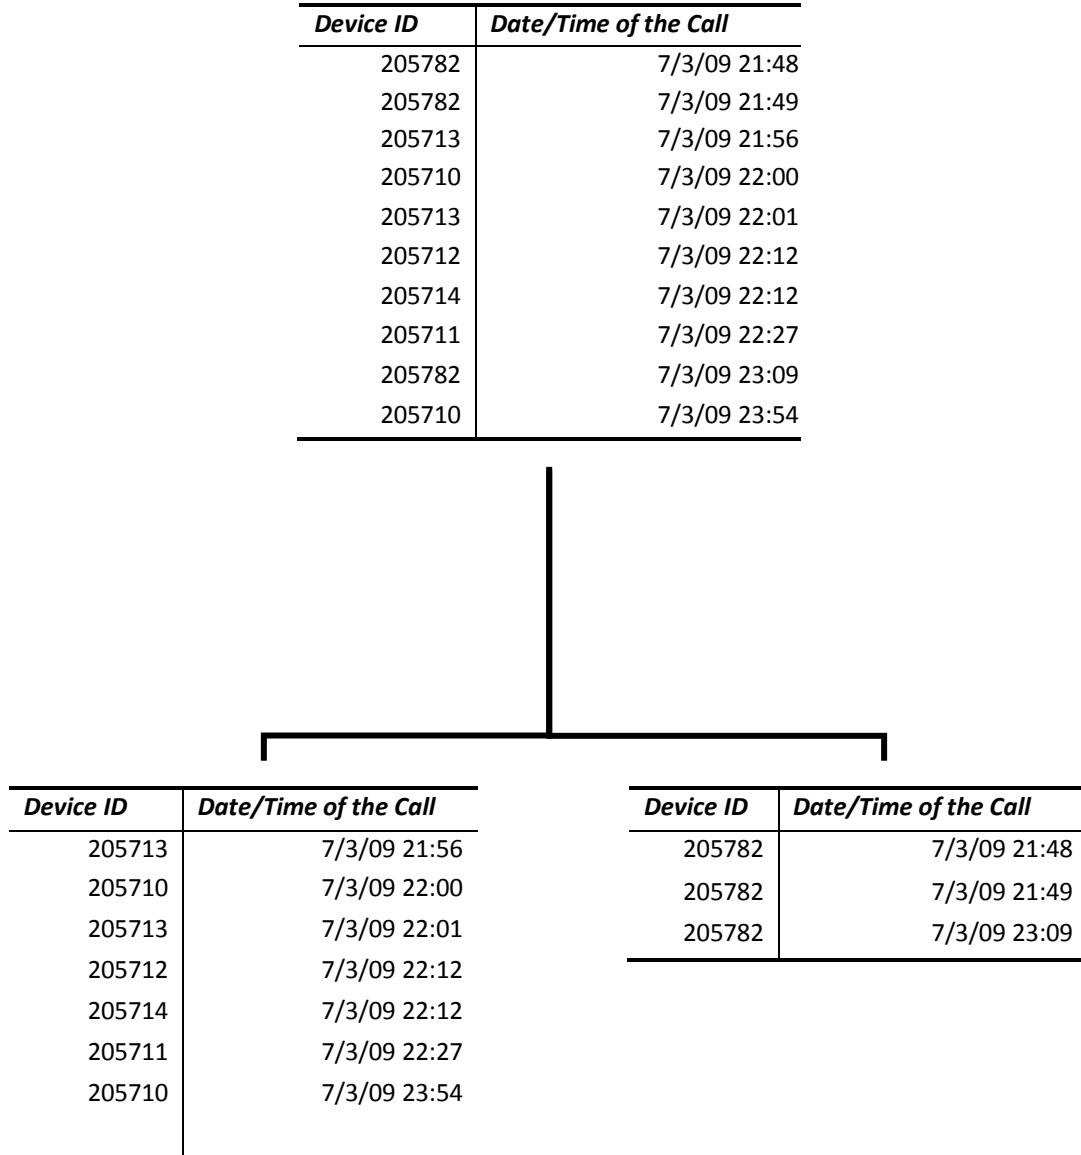 Device ID Date/Time of the Call
205782 7/3/09 21:48
205782 7/3/09 21:49
205713 7/3/09 21:56
205710 7/3/09 22:00
205713 7/3/09 22:01
205712 7/3/09 22:12
205714 7/3/09 22:12
205711 7/3/09 22:27
205782 7/3/09 23:09
205710 7/3/09 23:54
Device ID Date/Time of the Call
205713 7/3/09 21:56
205710 7/3/09 22:00
205713 7/3/09 22:01
205712 7/3/09 22:12
205714 7/3/09 22:12
205711 7/3/09 22:27
205710 7/3/09 23:54
Device ID Date/Time of the Call
205782 7/3/09 21:48
205782 7/3/09 21:49
205782 7/3/09 23:09